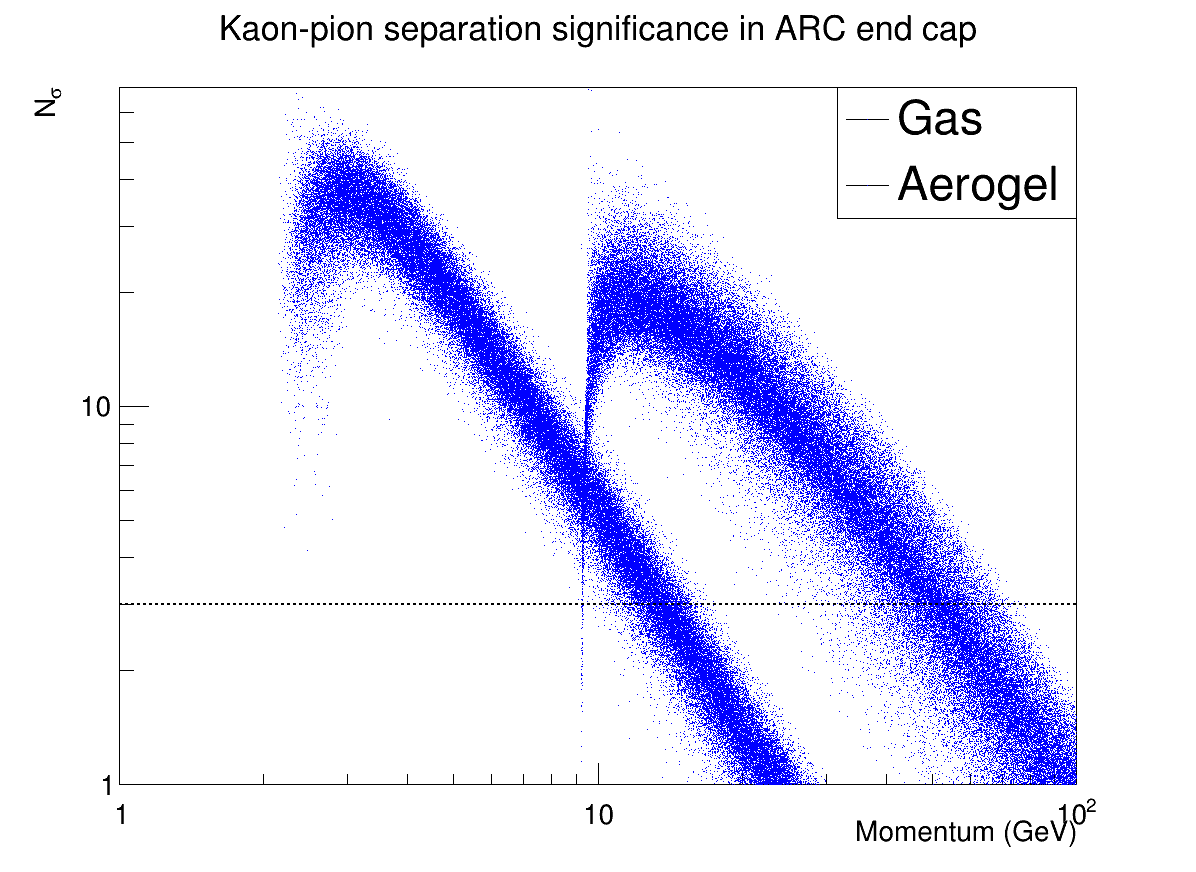 Kaon-pion separation significance in ARC end cap
Nσ
Gas
Aerogel
10
1
1
10
10²
Momentum (GeV)